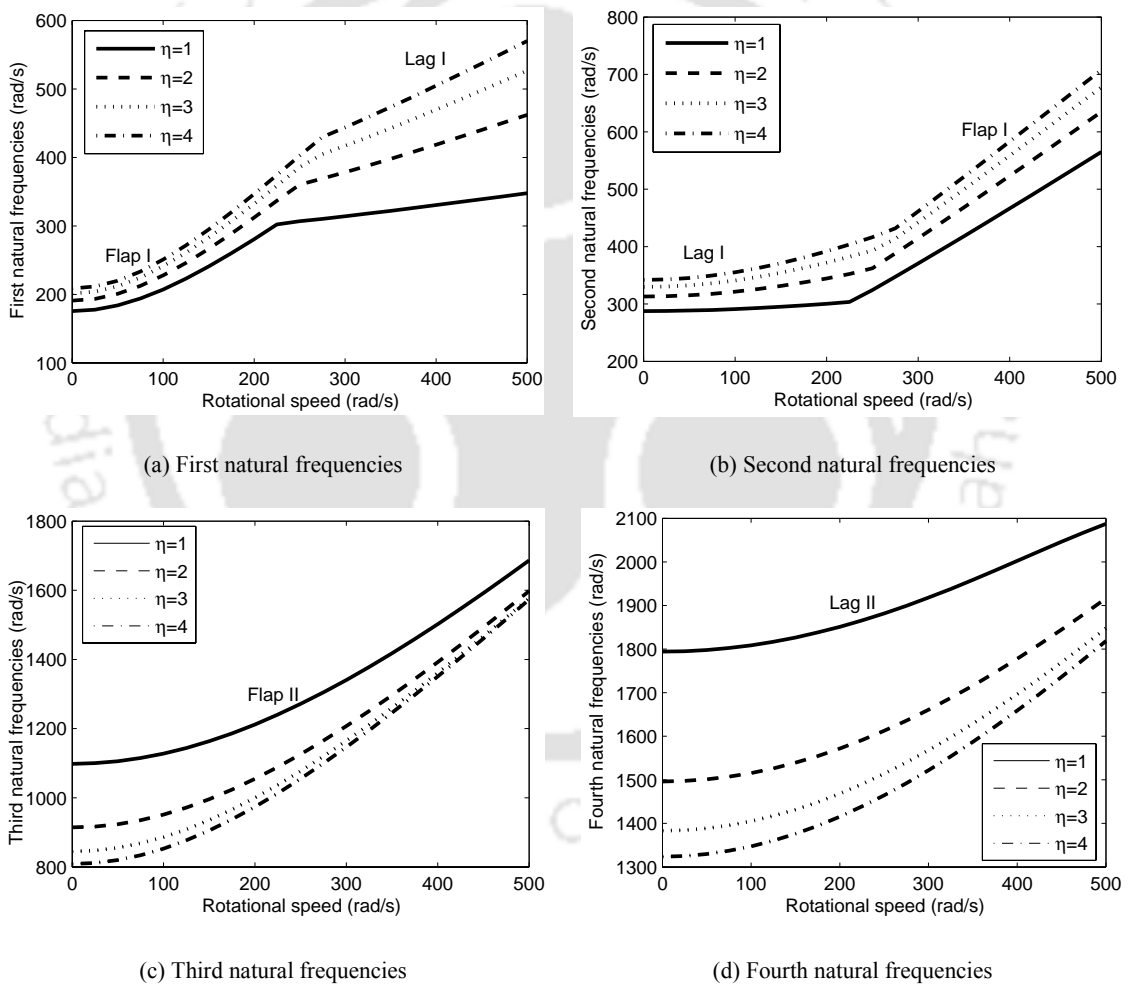 600
500
400
300
200
100
First natural frequencies (rad/s)
η=1
η=2
η=3
η=4
Lag I
Flap I
0 100 200 300 400 500
Rotational speed (rad/s)
(a) First natural frequencies
800
700
600
500
400
300
200
Second natural frequencies (rad/s)
η=1
η=2
η=3
η=4
Flap I
Lag I
0 100 200 300 400 500
Rotational speed (rad/s)
(b) Second natural frequencies
1800
1600
1400
1200
1000
800
Third natural frequencies (rad/s)
η=1
η=2
η=3
η=4
Flap II
0 100 200 300 400 500
Rotational speed (rad/s)
(c) Third natural frequencies
2100
2000
1900
1800
1700
1600
1500
1400
1300
Fourth natural frequencies (rad/s)
Lag II
η=1
η=2
η=3
η=4
0 100 200 300 400 500
Rotational speed (rad/s)
(d) Fourth natural frequencies